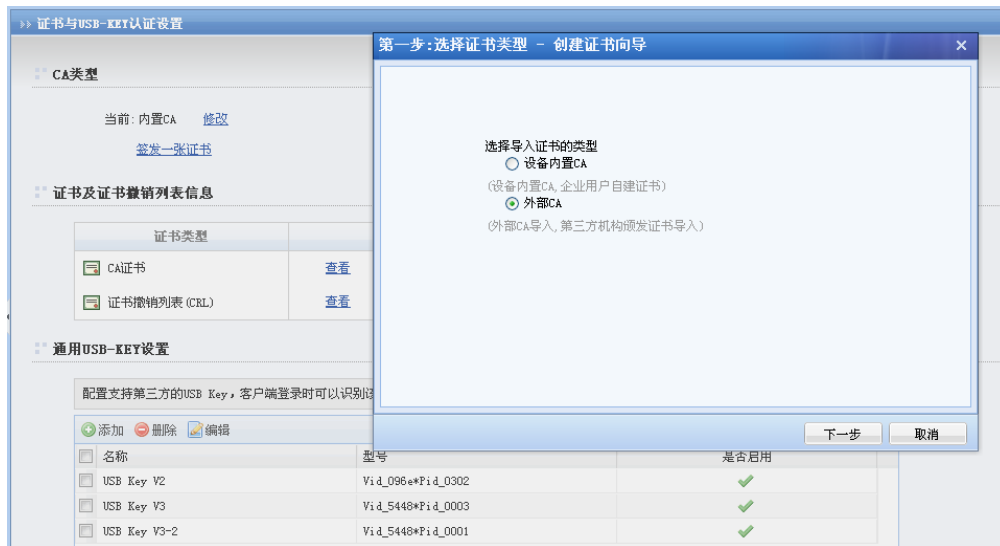 >> 证书与USB-KEY认证设置
第一步:选择证书类型 - 创建证书向导
CA类型
当前: 内置CA 修改
签发一张证书
选择导入证书的类型
设备内置CA
(设备内置CA, 企业用户自建证书)
外部CA
(外部CA导入, 第三方机构颁发证书导入)
证书及证书撤销列表信息
证书类型
CA证书 查看
证书撤销列表(CRL) 查看
通用USB-KEY设置
配置支持第三方的USB Key,客户端登录时可以识别
下一步 取消
添加 删除 编辑
名称 型号 是否启用
USB Key V2 Vid_096e*Pid_0302
USB Key V3 Vid_5448*Pid_0003
USB Key V3-2 Vid_5448*Pid_0001